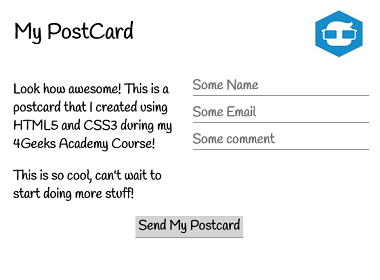 My PostCard
Look how awesome! This is a
postcard that I created using
HTML5 and CSS3 during my
4Geeks Academy Course!
This is so cool, can't wait to
start doing more stuff!
Some Name
Some Email
Some comment
Send My Postcard